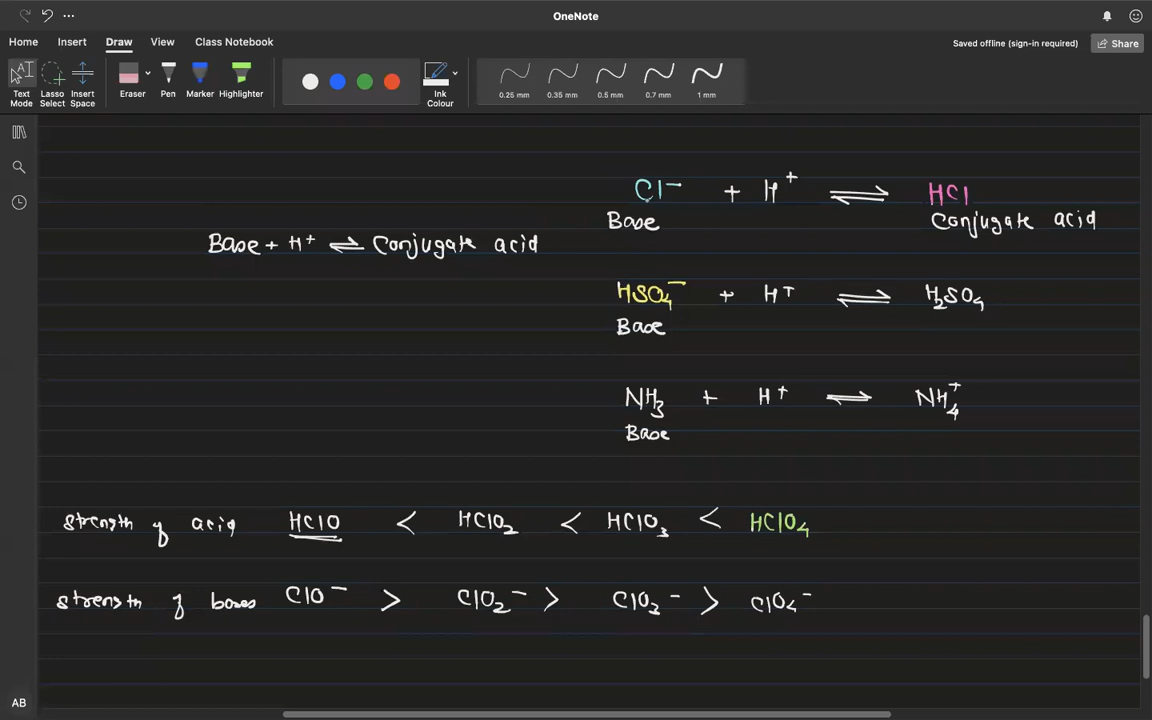 OneNote
Home Insert Draw View Class Notebook
Saved offline (sign-in required)
Share
Text Mode
Lasso Select
Insert Space
Eraser
Pen
Marker
Highlighter
Ink Colour
0.25 mm 0.35 mm 0.5 mm 0.7 mm 1 mm
Cl⁻ + H⁺ ⇌ HCl
Base Conjugate acid
Base + H⁺ ⇌ Conjugate acid
HSO₄⁻ + H⁺ ⇌ H₂SO₄
Base
NH₃ + H⁺ ⇌ NH₄⁺
Base
strength of acid HClO < HClO₂ < HClO₃ < HClO₄
strength of bases ClO⁻ > ClO₂⁻ > ClO₃⁻ > ClO₄⁻
AB